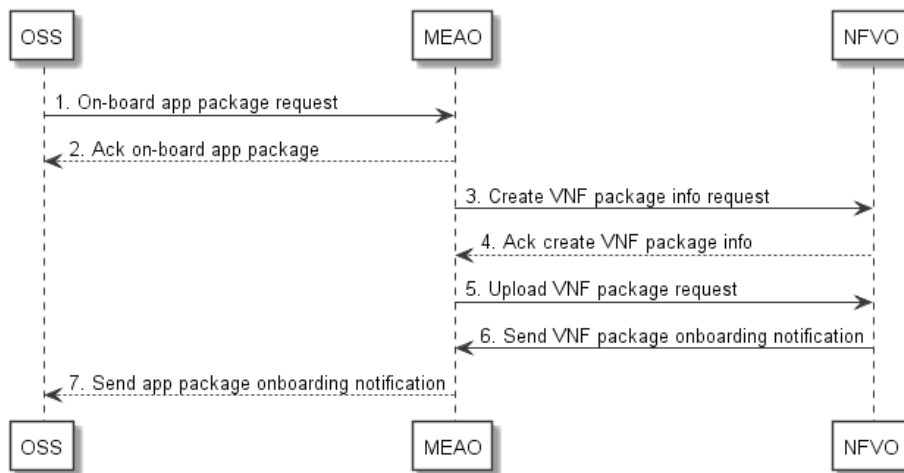 OSS
MEAO
NFVO
1. On-board app package request
2. Ack on-board app package
3. Create VNF package info request
4. Ack create VNF package info
5. Upload VNF package request
6. Send VNF package onboarding notification
7. Send app package onboarding notification
OSS
MEAO
NFVO